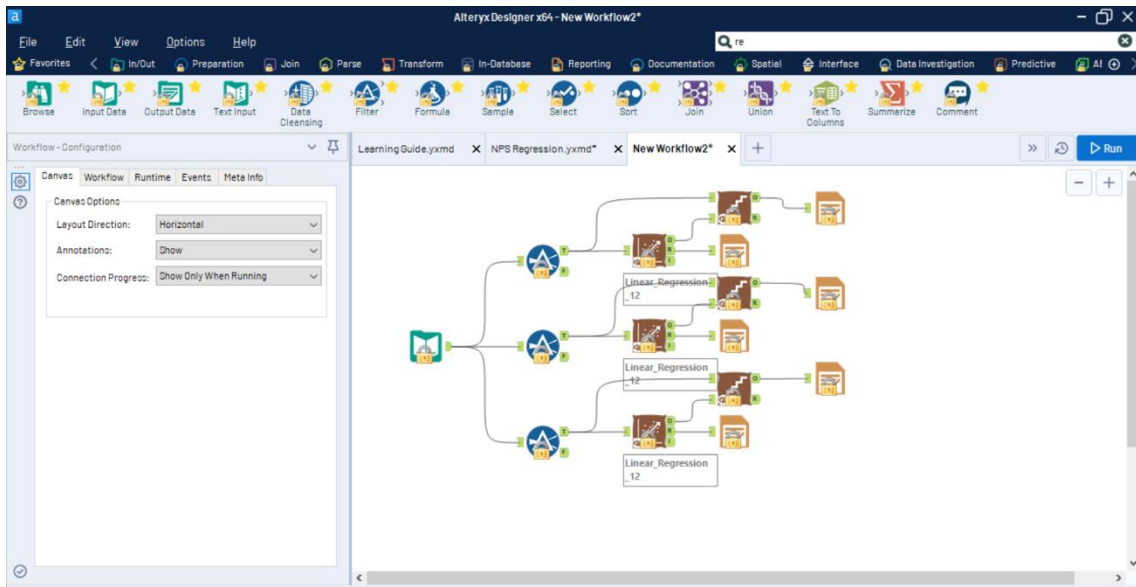 a
Alteryx Designer x64 - New Workflow2*
File Edit View Options Help
re
Favorites In/Out Preparation Join Parse Transform In-Database Reporting Documentation Spatial Interface Data Investigation Predictive
Browse Input Data Output Data Text Input Data Cleansing Filter Formula Sample Select Sort Join Union Text To Columns Summarize Comment
Workflow - Configuration
Learning Guide.yxmd X NPS Regression.yxmd* X New Workflow2* X + >> Run
Canvas Workflow Runtime Events Meta Info
Canvas Options
Layout Direction: Horizontal
Annotations: Show
Connection Progress: Show Only When Running
Linear_Regression
_12
Linear_Regression
_12
Linear_Regression
_12